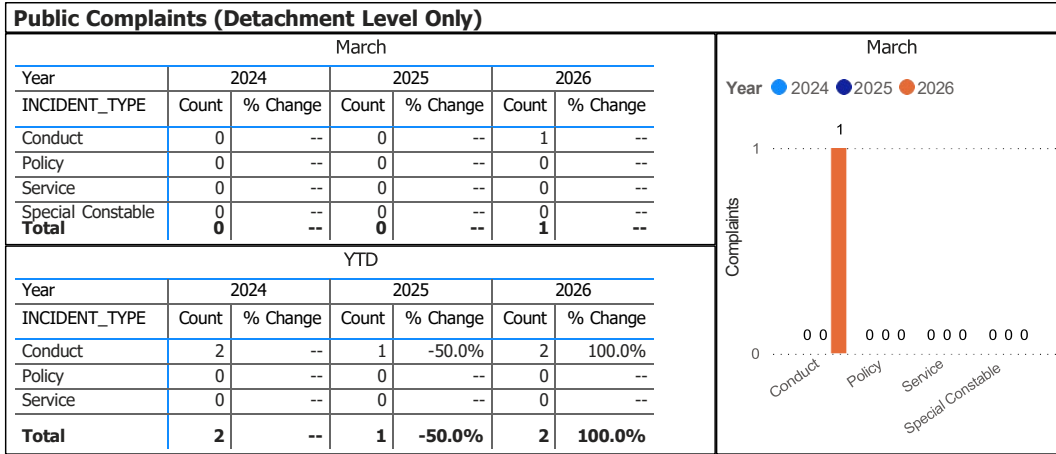 Public Complaints (Detachment Level Only)
March
Year 2024 2025 2026
INCIDENT_TYPE Count % Change Count % Change Count % Change
Conduct 0 -- 0 -- 1 --
Policy 0 -- 0 -- 0 --
Service 0 -- 0 -- 0 --
Special Constable 0 -- 0 -- 0 --
Total 0 -- 0 -- 1 --
YTD
Year 2024 2025 2026
INCIDENT_TYPE Count % Change Count % Change Count % Change
Conduct 2 -- 1 -50.0% 2 100.0%
Policy 0 -- 0 -- 0 --
Service 0 -- 0 -- 0 --
Total 2 -- 1 -50.0% 2 100.0%
March
Year 2024 2025 2026
1
1
Complaints
0 0 0 0 0 0 0 0 0 0 0
0
Conduct
Policy
Service
Special Constable